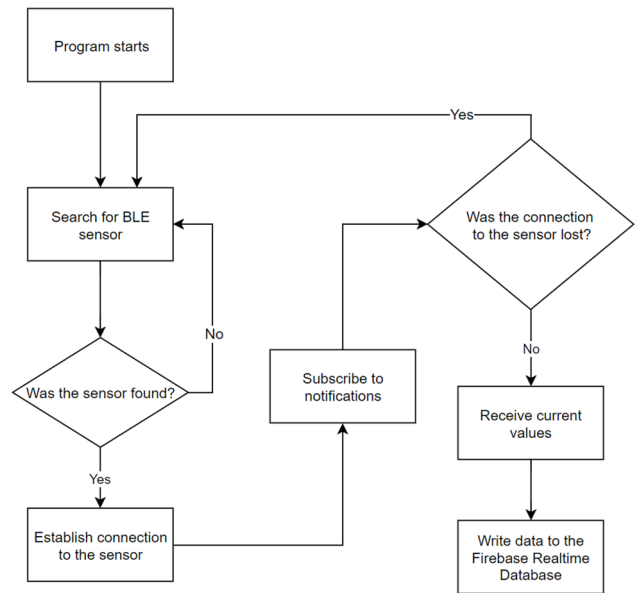 Program starts
Yes
Search for BLE
sensor
Was the connection
to the sensor lost?
No
No
Subscribe to
notifications
Was the sensor found?
Receive current
values
Yes
Establish connection
to the sensor
Write data to the
Firebase Realtime
Database